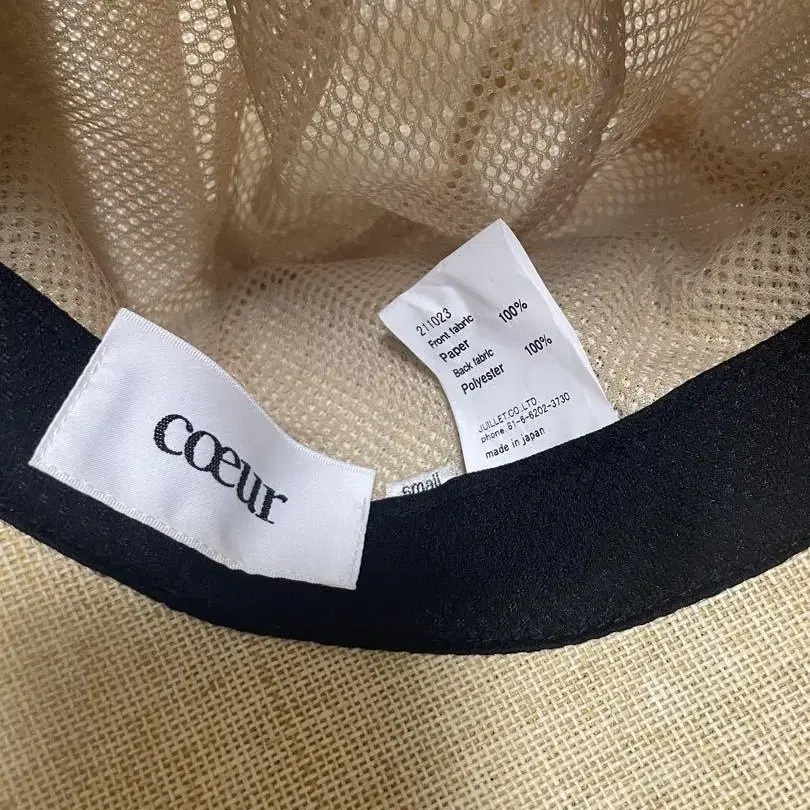 cœur
211023
Front fabric
Paper 100%
Back fabric
Polyester 100%
JUILLET.CO.,LTD
phone. 81-6-6202-3730
made in japan
small